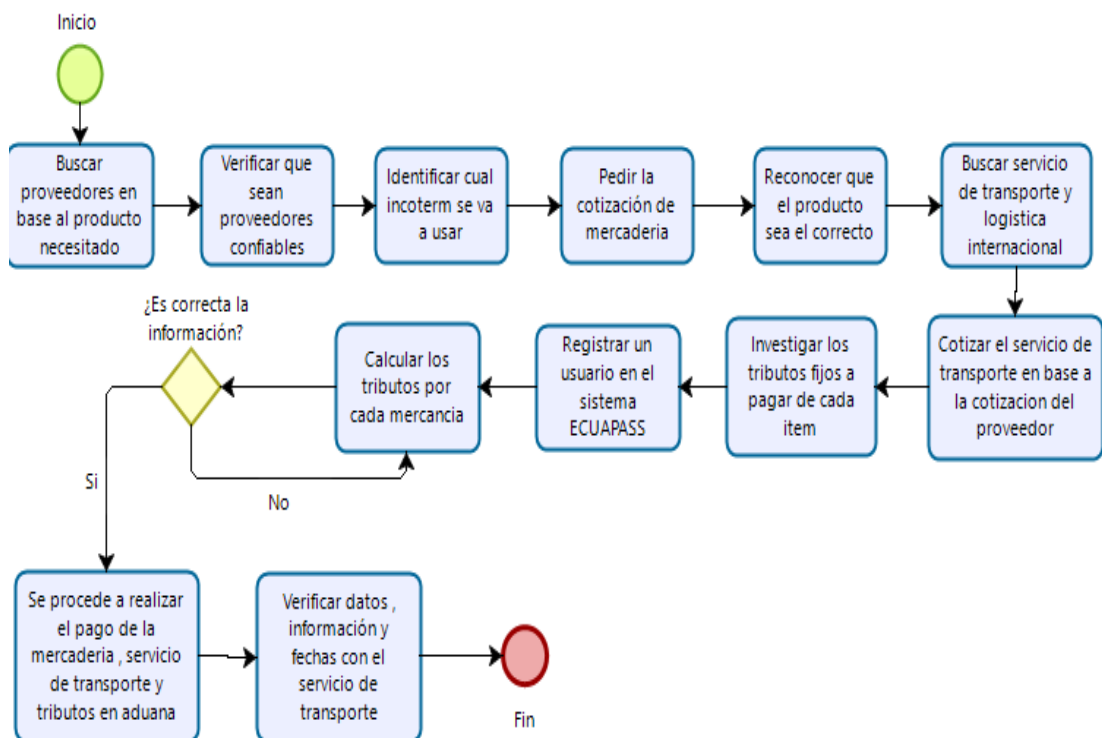 Inicio
Buscar
proveedores en
base al producto
necesitado
Verificar que
sean
proveedores
confiables
Identificar cual
incoterm se va
a usar
Pedir la
cotización de
mercaderia
Reconocer que
el producto
sea el correcto
Buscar servicio
de transporte y
logistica
internacional
¿Es correcta la
información?
Calcular los
tributos por
cada mercancia
Registrar un
usuario en el
sistema
ECUAPASS
Investigar los
tributos fijos a
pagar de cada
item
Cotizar el servicio de
transporte en base a
la cotizacion del
proveedor
Si
No
Se procede a realizar
el pago de la
mercaderia , servicio
de transporte y
tributos en aduana
Verificar datos ,
información y
fechas con el
servicio de
transporte
Fin